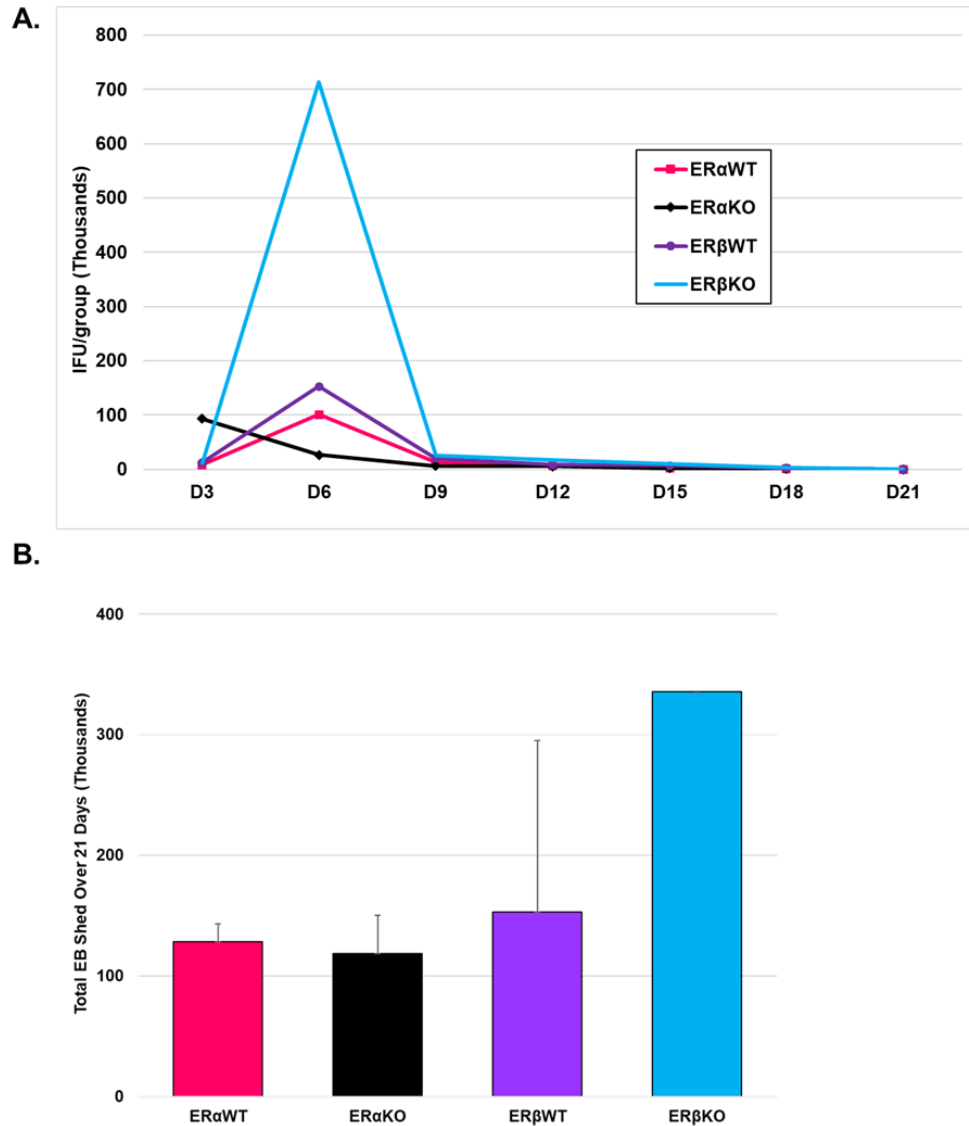 A.
800
700
600
500
400
300
200
100
0
IFU/group (Thousands)
ERαWT
ERαKO
ERβWT
ERβKO
D3 D6 D9 D12 D15 D18 D21
B.
400
300
200
100
0
Total EB Shed Over 21 Days (Thousands)
ERαWT ERαKO ERβWT ERβKO